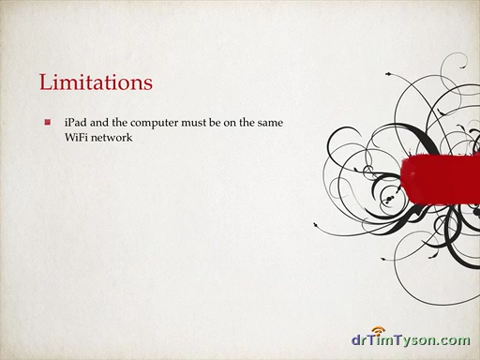 Limitations
iPad and the computer must be on the same
WiFi network
drTimTyson.com